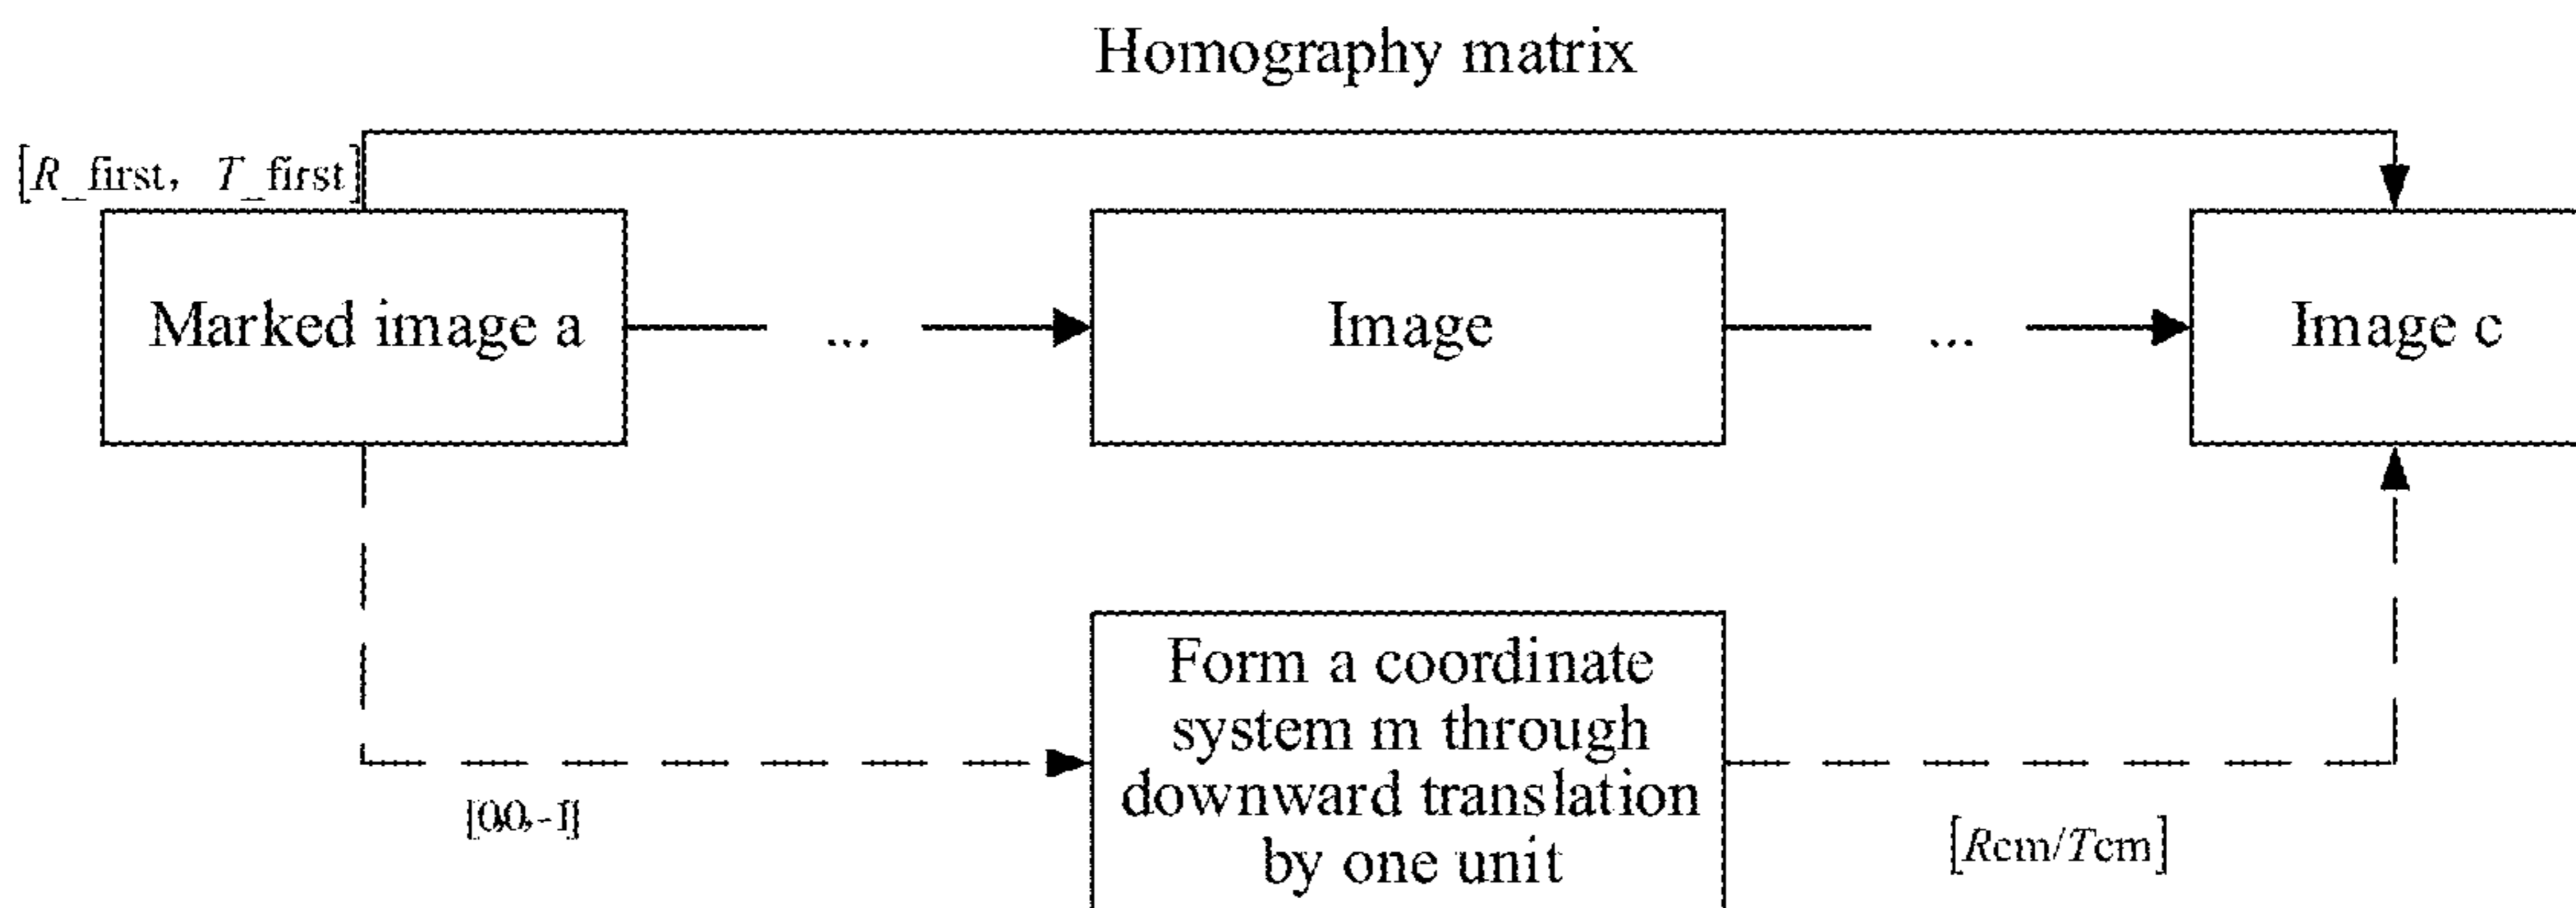 Homography matrix
[R_first, T_first]
Marked image a
...
Image
...
Image c
Form a coordinate
system m through
downward translation
by one unit
[0,0,-1]
[Rcm/Tcm]